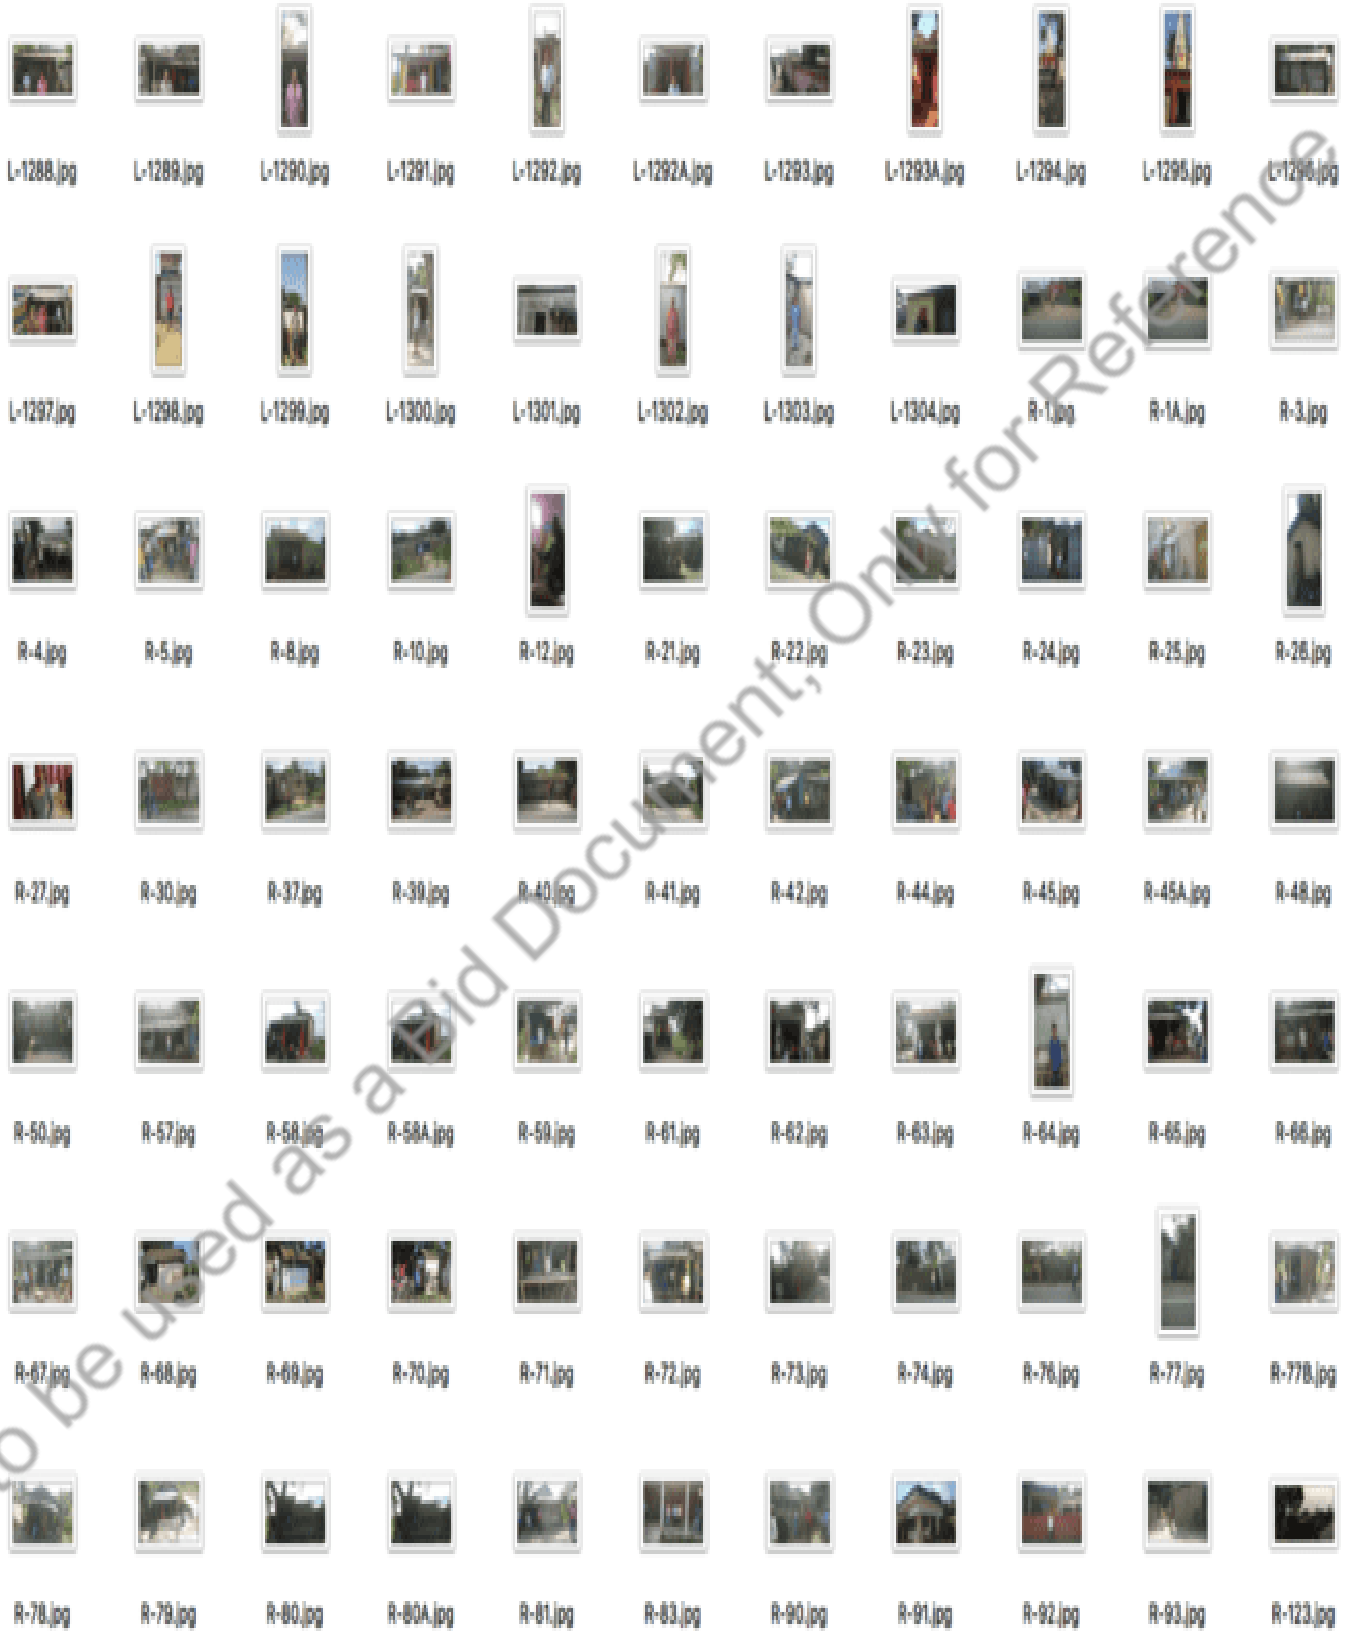 L-1288.jpg L-1289.jpg L-1290.jpg L-1291.jpg L-1292.jpg L-1292A.jpg L-1293.jpg L-1293A.jpg L-1294.jpg L-1295.jpg L-1296.jpg
L-1297.jpg L-1298.jpg L-1299.jpg L-1300.jpg L-1301.jpg L-1302.jpg L-1303.jpg L-1304.jpg R-1.jpg R-1A.jpg R-3.jpg
R-4.jpg R-5.jpg R-8.jpg R-10.jpg R-12.jpg R-21.jpg R-22.jpg R-23.jpg R-24.jpg R-25.jpg R-26.jpg
R-27.jpg R-30.jpg R-37.jpg R-39.jpg R-40.jpg R-41.jpg R-42.jpg R-44.jpg R-45.jpg R-45A.jpg R-48.jpg
R-50.jpg R-57.jpg R-58.jpg R-58A.jpg R-59.jpg R-61.jpg R-62.jpg R-63.jpg R-64.jpg R-65.jpg R-66.jpg
R-67.jpg R-68.jpg R-69.jpg R-70.jpg R-71.jpg R-72.jpg R-73.jpg R-74.jpg R-76.jpg R-77.jpg R-77B.jpg
R-78.jpg R-79.jpg R-80.jpg R-80A.jpg R-81.jpg R-83.jpg R-90.jpg R-91.jpg R-92.jpg R-93.jpg R-123.jpg
to be used as a Bid Document, Only for Reference